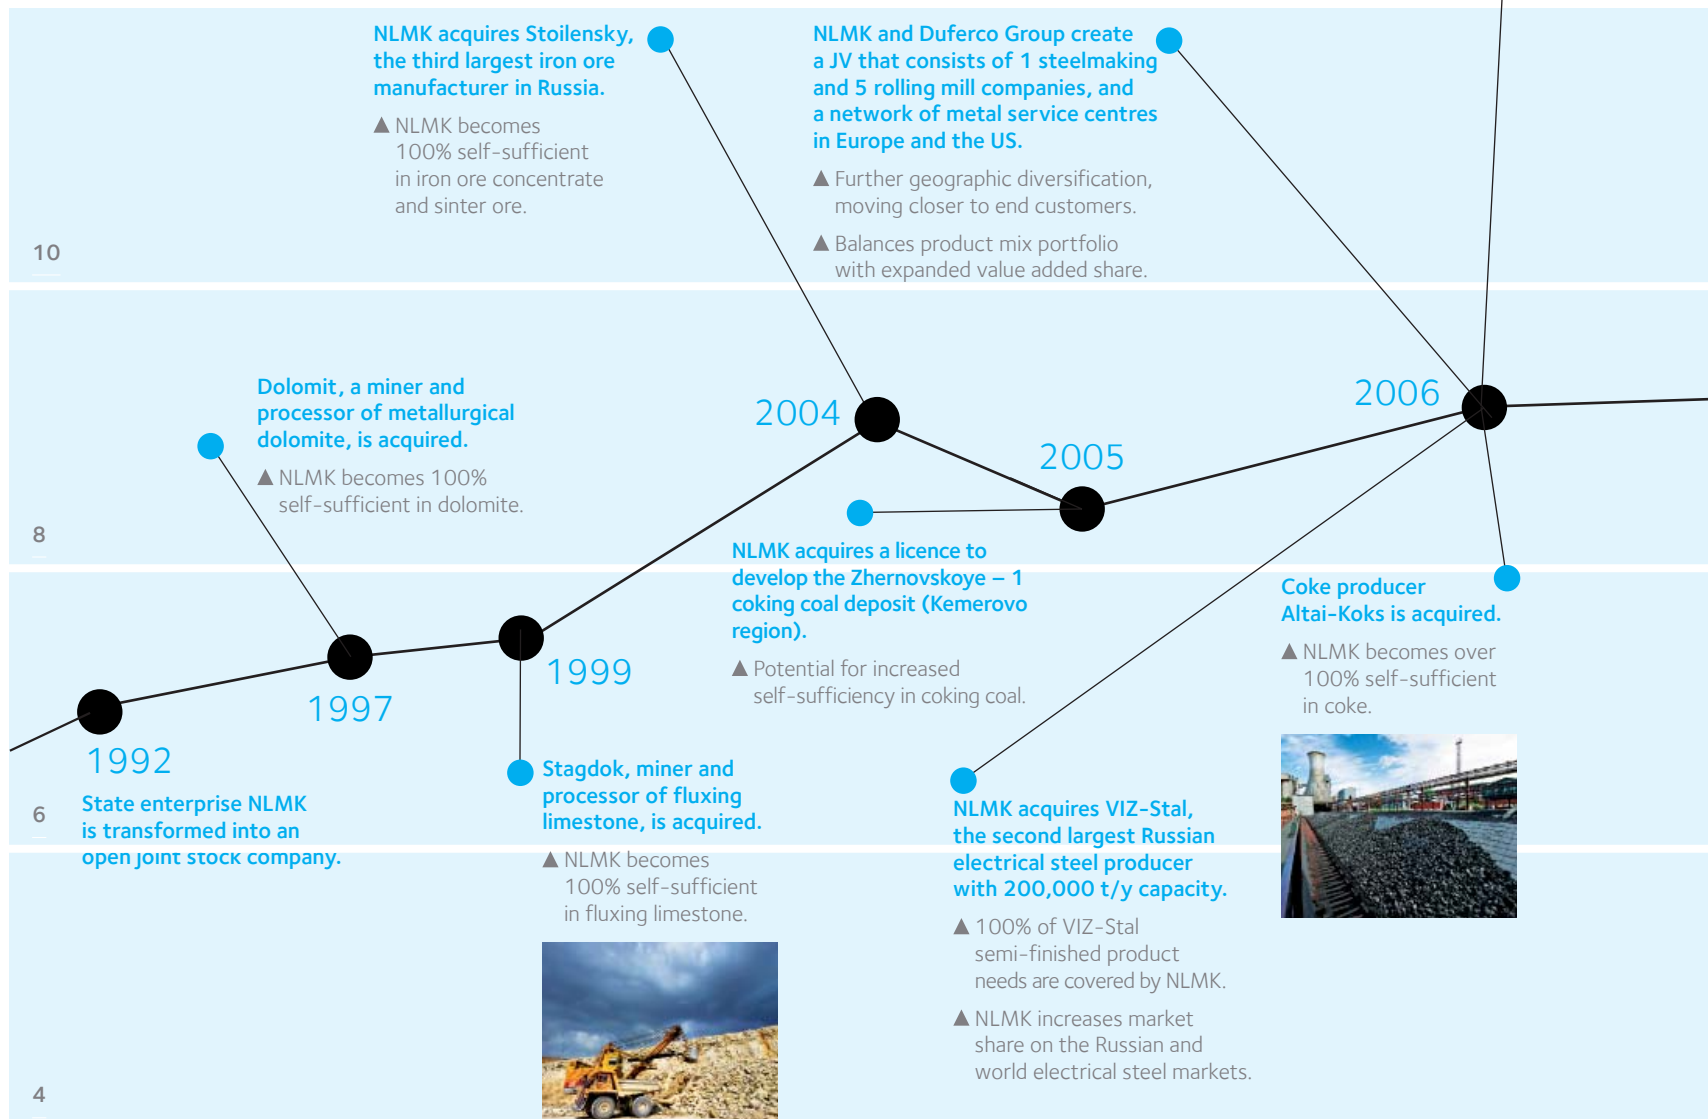 NLMK acquires Stoilensky,
the third largest iron ore
manufacturer in Russia.
▲ NLMK becomes
100% self-sufficient
in iron ore concentrate
and sinter ore.
NLMK and Duferco Group create
a JV that consists of 1 steelmaking
and 5 rolling mill companies, and
a network of metal service centres
in Europe and the US.
▲ Further geographic diversification,
moving closer to end customers.
▲ Balances product mix portfolio
with expanded value added share.
10
Dolomit, a miner and
processor of metallurgical
dolomite, is acquired.
▲ NLMK becomes 100%
self-sufficient in dolomite.
2004
2005
2006
8
NLMK acquires a licence to
develop the Zhernovskoye – 1
coking coal deposit (Kemerovo
region).
▲ Potential for increased
self-sufficiency in coking coal.
Coke producer
Altai-Koks is acquired.
▲ NLMK becomes over
100% self-sufficient
in coke.
1999
1997
1992
State enterprise NLMK
is transformed into an
open joint stock company.
6
Stagdok, miner and
processor of fluxing
limestone, is acquired.
▲ NLMK becomes
100% self-sufficient
in fluxing limestone.
NLMK acquires VIZ-Stal,
the second largest Russian
electrical steel producer
with 200,000 t/y capacity.
▲ 100% of VIZ-Stal
semi-finished product
needs are covered by NLMK.
▲ NLMK increases market
share on the Russian and
world electrical steel markets.
4